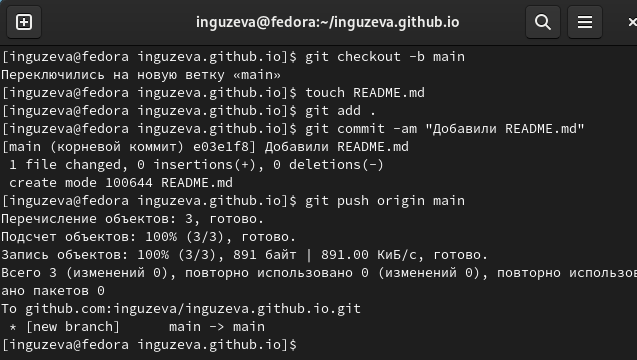 inguzeva@fedora:~/inguzeva.github.io
[inguzeva@fedora inguzeva.github.io]$ git checkout -b main
Переключились на новую ветку «main»
[inguzeva@fedora inguzeva.github.io]$ touch README.md
[inguzeva@fedora inguzeva.github.io]$ git add .
[inguzeva@fedora inguzeva.github.io]$ git commit -am "Добавили README.md"
[main (корневой коммит) e03e1f8] Добавили README.md
 1 file changed, 0 insertions(+), 0 deletions(-)
 create mode 100644 README.md
[inguzeva@fedora inguzeva.github.io]$ git push origin main
Перечисление объектов: 3, готово.
Подсчет объектов: 100% (3/3), готово.
Запись объектов: 100% (3/3), 891 байт | 891.00 КиБ/с, готово.
Всего 3 (изменений 0), повторно использовано 0 (изменений 0), повторно использов
ано пакетов 0
To github.com:inguzeva/inguzeva.github.io.git
 * [new branch]      main -> main
[inguzeva@fedora inguzeva.github.io]$